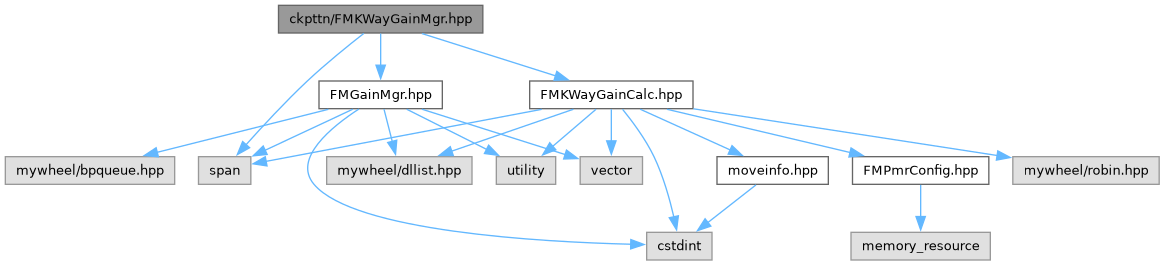 ckpttn/FMKWayGainMgr.hpp
FMGainMgr.hpp
FMKWayGainCalc.hpp
mywheel/bpqueue.hpp
span
mywheel/dllist.hpp
utility
vector
moveinfo.hpp
FMPmrConfig.hpp
mywheel/robin.hpp
cstdint
memory_resource